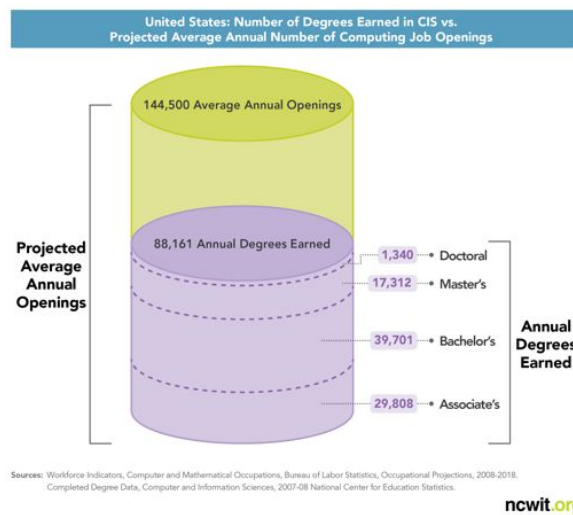 United States: Number of Degrees Earned in CIS vs.
Projected Average Annual Number of Computing Job Openings
144,500 Average Annual Openings
88,161 Annual Degrees Earned
Projected
Average
Annual
Openings
1,340 • Doctoral
17,312 • Master's
39,701 • Bachelor's
29,808 • Associate's
Annual
Degrees
Earned
Sources: Workforce Indicators, Computer and Mathematical Occupations, Bureau of Labor Statistics, Occupational Projections, 2008-2018.
Completed Degree Data, Computer and Information Sciences, 2007-08 National Center for Education Statistics.
ncwit.org